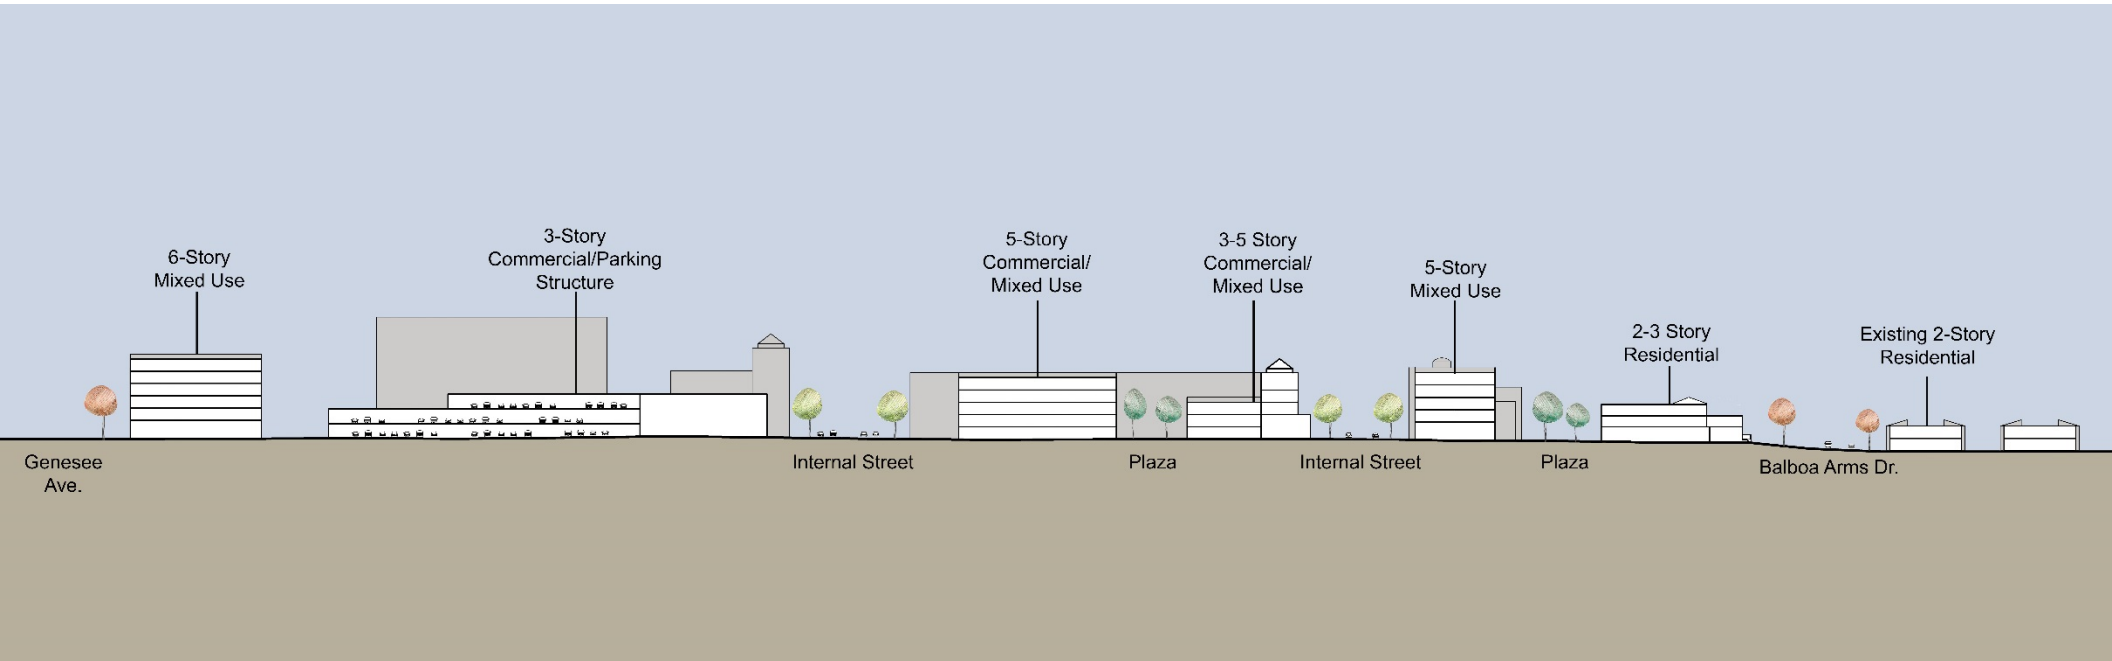 6-Story
Mixed Use
3-Story
Commercial/Parking
Structure
5-Story
Commercial/
Mixed Use
3-5 Story
Commercial/
Mixed Use
5-Story
Mixed Use
2-3 Story
Residential
Existing 2-Story
Residential
Genesee
Ave.
Internal Street
Plaza
Internal Street
Plaza
Balboa Arms Dr.